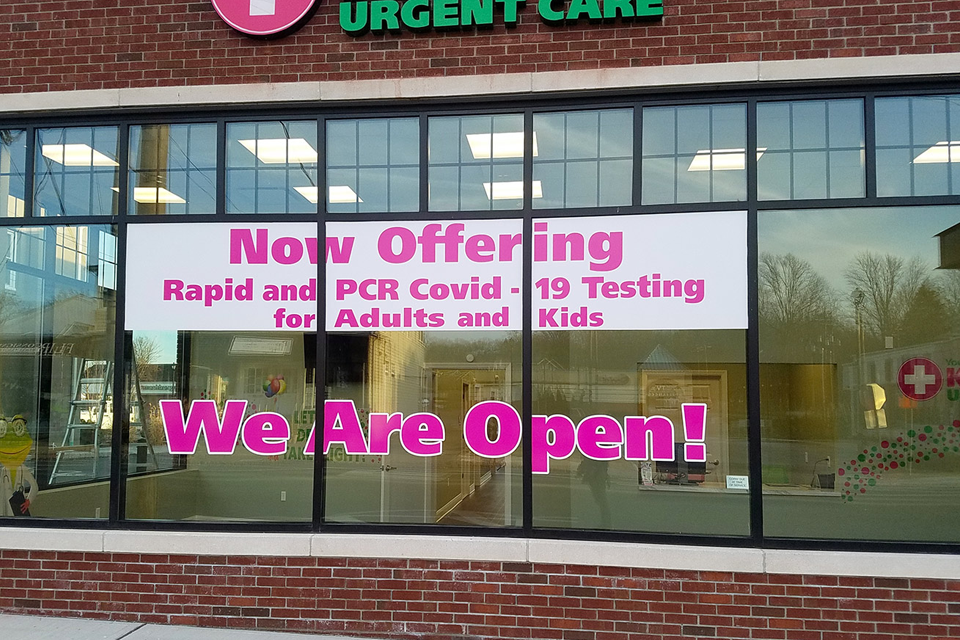 URGENT CARE
Now Offering
Rapid and PCR Covid - 19 Testing
for Adults and Kids
We Are Open!